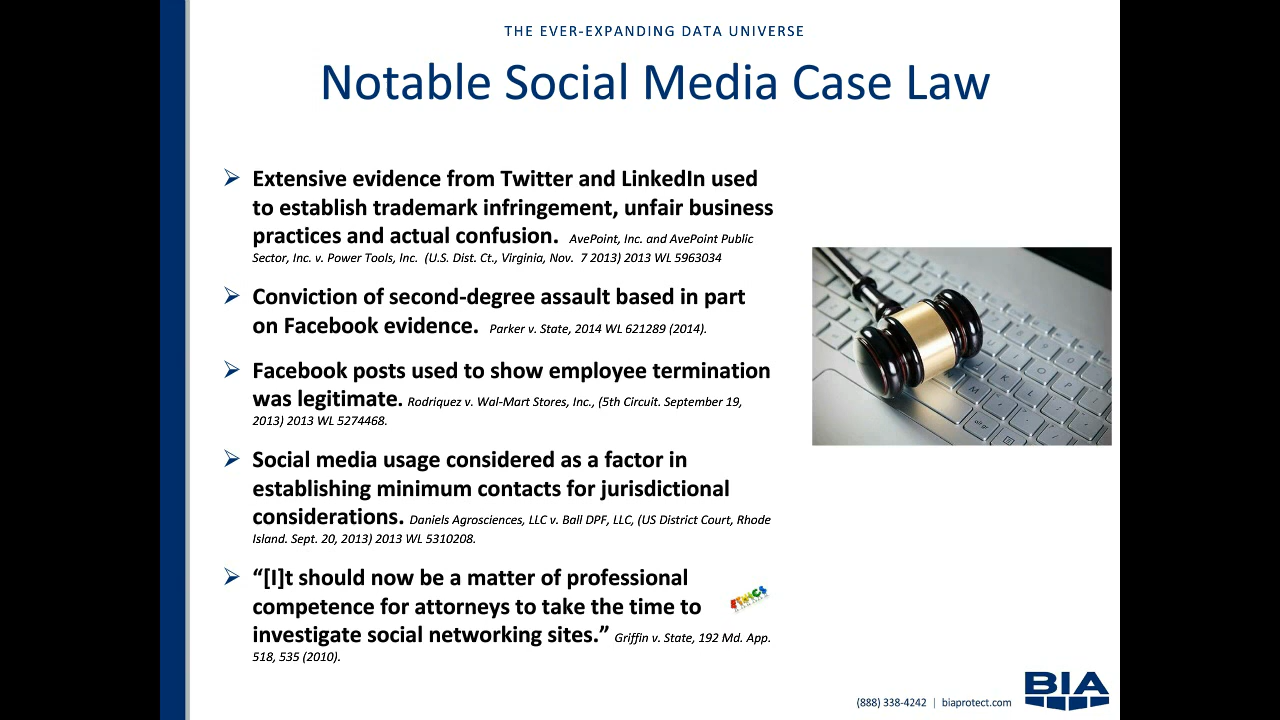 THE EVER-EXPANDING DATA UNIVERSE
Notable Social Media Case Law
Extensive evidence from Twitter and LinkedIn used
to establish trademark infringement, unfair business
practices and actual confusion. AvePoint, Inc. and AvePoint Public
Sector, Inc. v. Power Tools, Inc. (U.S. Dist. Ct., Virginia, Nov. 7 2013) 2013 WL 5963034
Conviction of second-degree assault based in part
on Facebook evidence. Parker v. State, 2014 WL 621289 (2014).
Facebook posts used to show employee termination
was legitimate. Rodriquez v. Wal-Mart Stores, Inc., (5th Circuit. September 19,
2013) 2013 WL 5274468.
Social media usage considered as a factor in
establishing minimum contacts for jurisdictional
considerations. Daniels Agrosciences, LLC v. Ball DPF, LLC, (US District Court, Rhode
Island. Sept. 20, 2013) 2013 WL 5310208.
“[I]t should now be a matter of professional
competence for attorneys to take the time to
ETHICS
investigate social networking sites.” Griffin v. State, 192 Md. App.
518, 535 (2010).
(888) 338-4242 | biaprotect.com
BIA